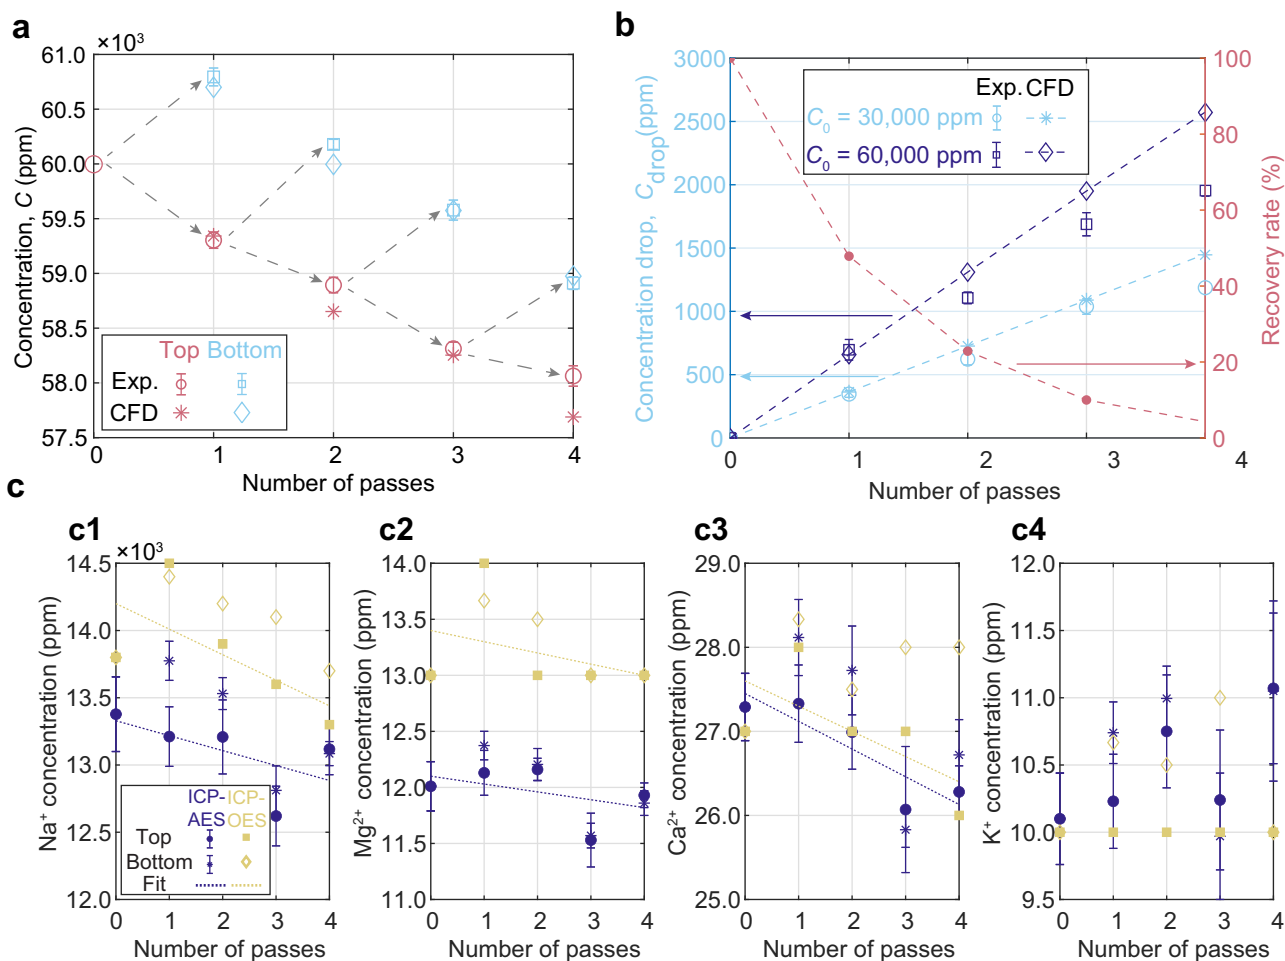 a
×10³
61.0
60.5
60.0
59.5
59.0
58.5
58.0
57.5
Concentration, C (ppm)
Top Bottom
Exp.
CFD
0 1 2 3 4
Number of passes
b
3000
2500
2000
1500
1000
500
0
Concentration drop, C_drop (ppm)
Exp. CFD
C₀ = 30,000 ppm
C₀ = 60,000 ppm
100
80
60
40
20
0
Recovery rate (%)
0 1 2 3 4
Number of passes
c
c1
×10³
14.5
14.0
13.5
13.0
12.5
12.0
Na⁺ concentration (ppm)
ICP-AES ICP-OES
Top
Bottom
Fit
0 1 2 3 4
Number of passes
c2
14.0
13.5
13.0
12.5
12.0
11.5
11.0
Mg²⁺ concentration (ppm)
0 1 2 3 4
Number of passes
c3
29.0
28.0
27.0
26.0
25.0
Ca²⁺ concentration (ppm)
0 1 2 3 4
Number of passes
c4
12.0
11.5
11.0
10.5
10.0
9.5
K⁺ concentration (ppm)
0 1 2 3 4
Number of passes